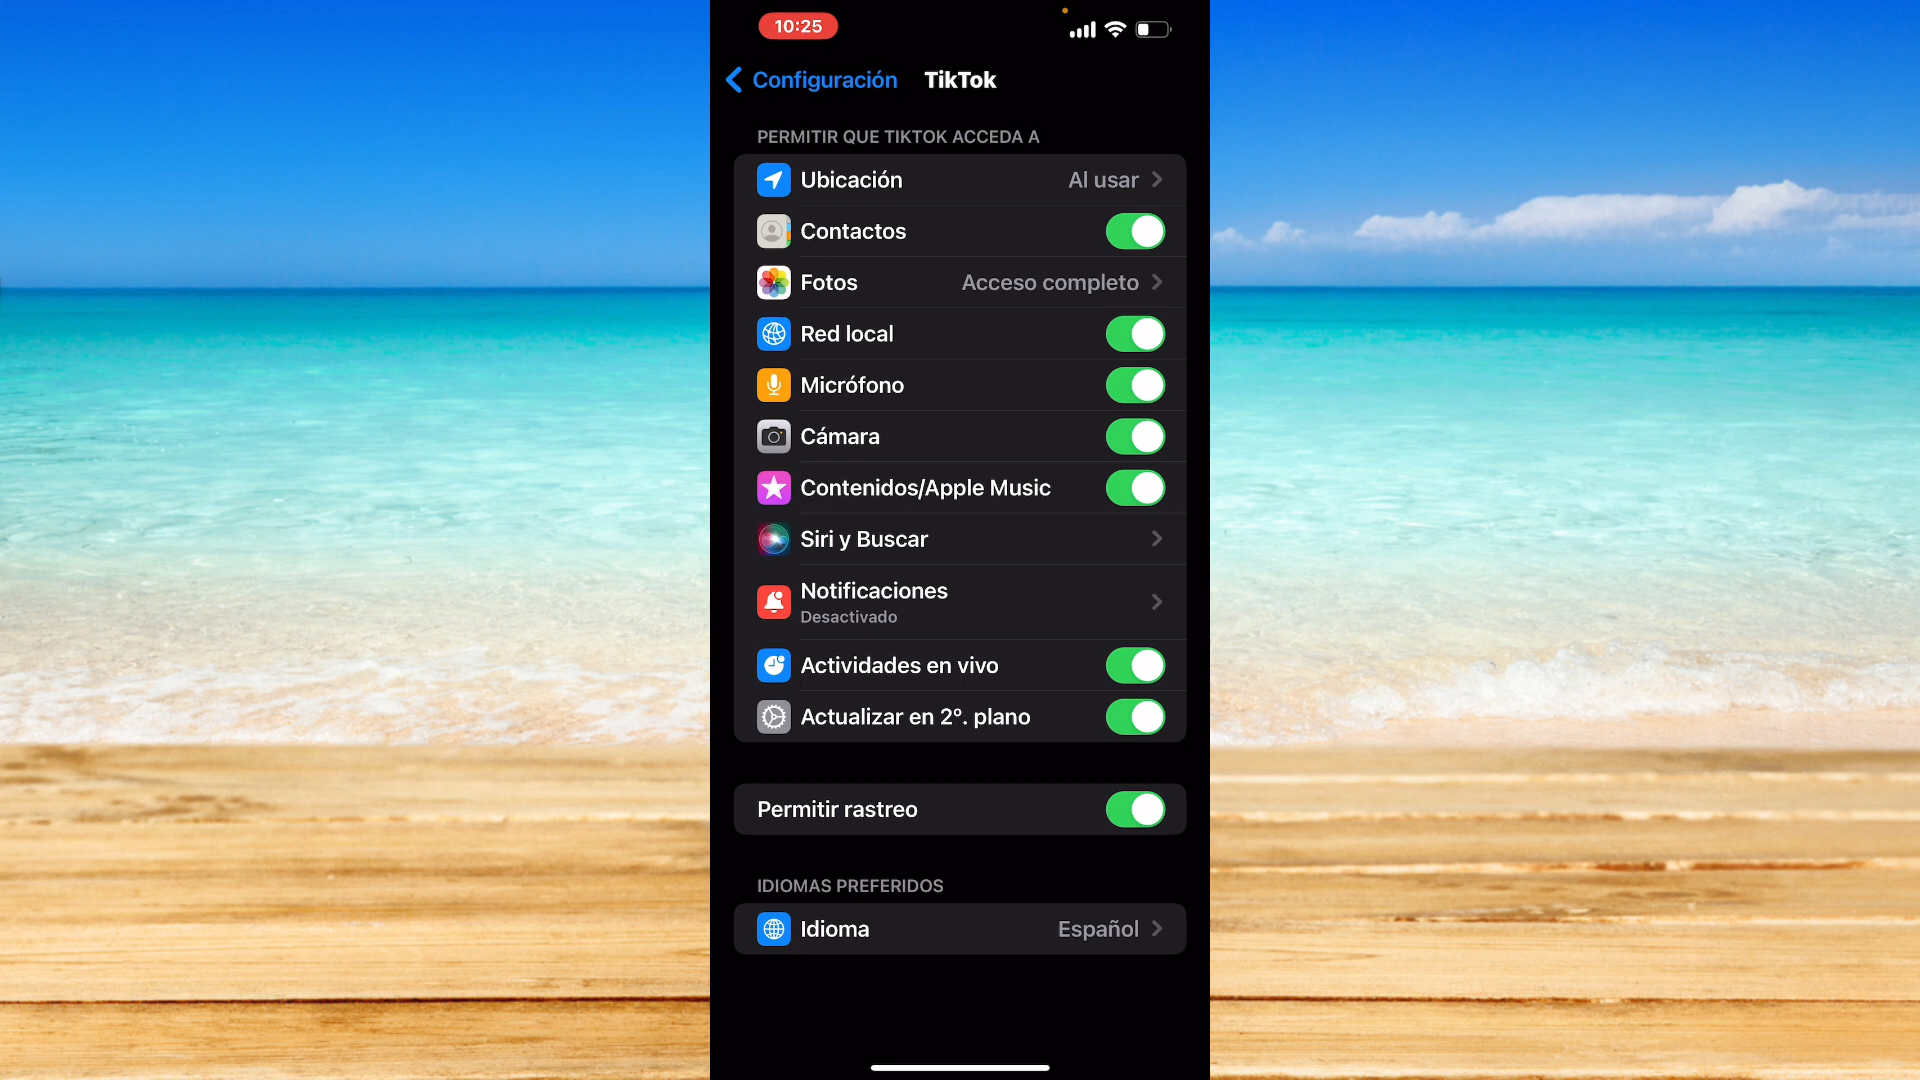 10:25
Configuración TikTok
PERMITIR QUE TIKTOK ACCEDA A
Ubicación Al usar
Contactos
Fotos Acceso completo
Red local
Micrófono
Cámara
Contenidos/Apple Music
Siri y Buscar
Notificaciones
Desactivado
Actividades en vivo
Actualizar en 2º. plano
Permitir rastreo
IDIOMAS PREFERIDOS
Idioma Español